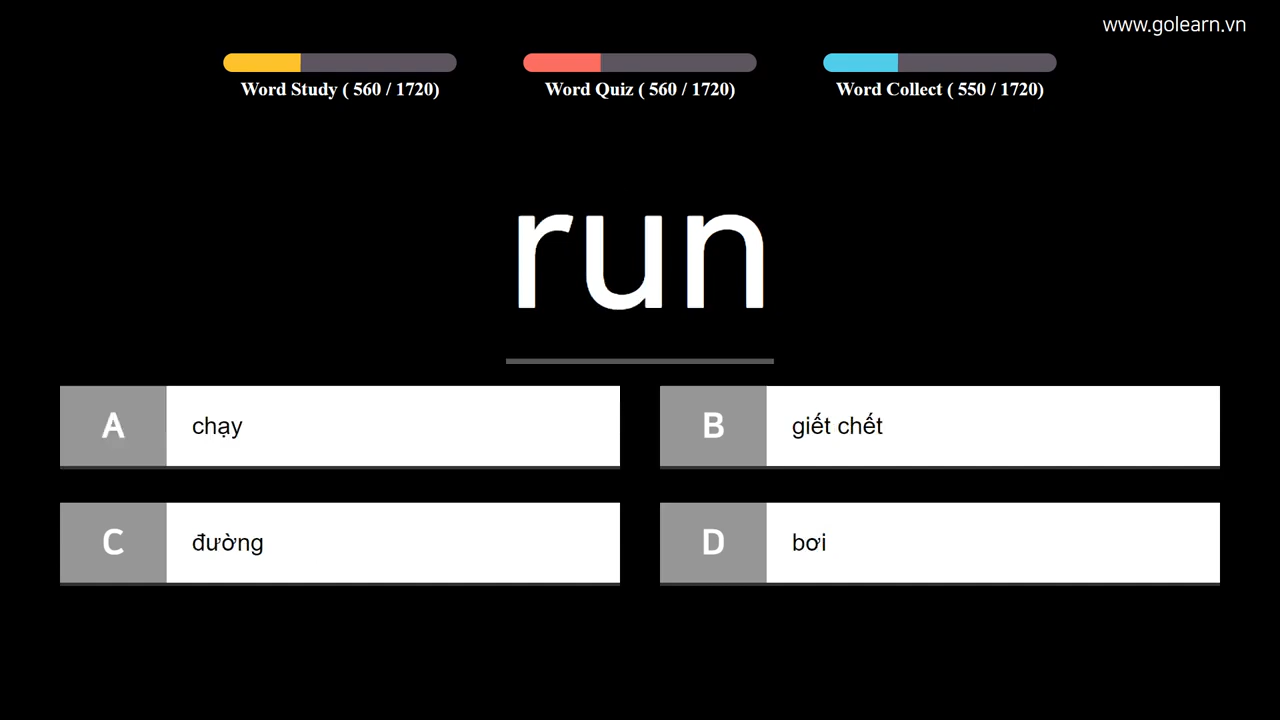 www.golearn.vn
Word Study ( 560 / 1720)
Word Quiz ( 560 / 1720)
Word Collect ( 550 / 1720)
run
A chạy
B giết chết
C đường
D bơi